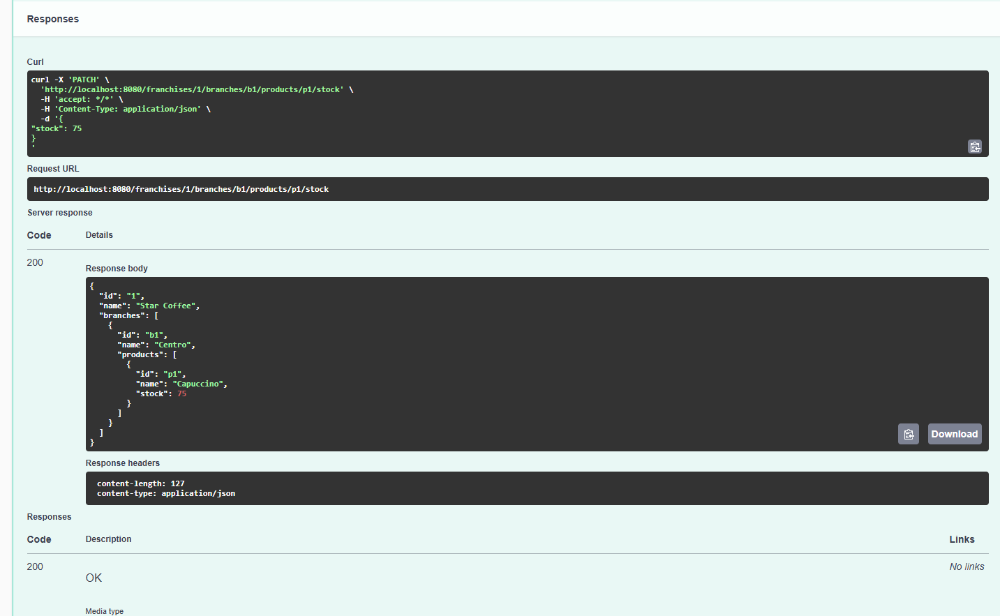 Responses
Curl
curl -X 'PATCH' \
  'http://localhost:8080/franchises/1/branches/b1/products/p1/stock' \
  -H 'accept: */*' \
  -H 'Content-Type: application/json' \
  -d '{
"stock": 75
}
'
Request URL
http://localhost:8080/franchises/1/branches/b1/products/p1/stock
Server response
Code Details
200
Response body
{
  "id": "1",
  "name": "Star Coffee",
  "branches": [
    {
      "id": "b1",
      "name": "Centro",
      "products": [
        {
          "id": "p1",
          "name": "Capuccino",
          "stock": 75
        }
      ]
    }
  ]
}
Download
Response headers
content-length: 127
content-type: application/json
Responses
Code Description Links
200 No links
OK
Media type